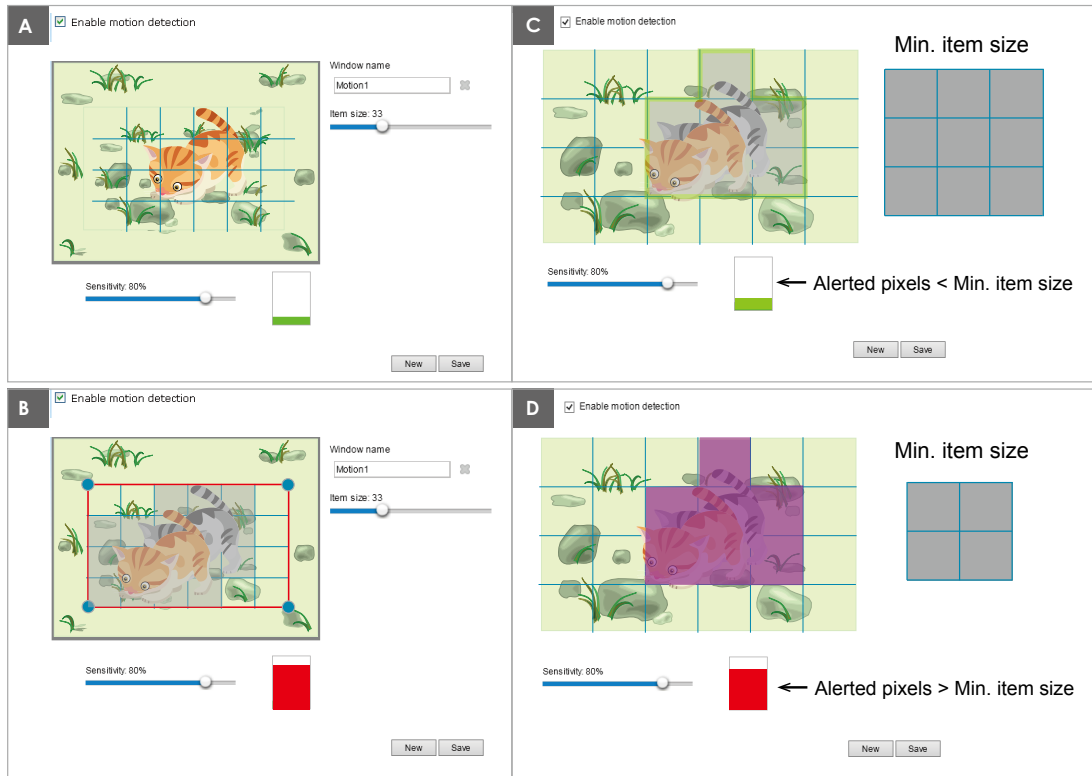 A
Enable motion detection
Window name
Motion1
Item size: 33
Sensitivity: 80%
New
Save
C
Enable motion detection
Min. item size
Sensitivity: 80%
Alerted pixels < Min. item size
New
Save
B
Enable motion detection
Window name
Motion1
Item size: 33
Sensitivity: 80%
New
Save
D
Enable motion detection
Min. item size
Sensitivity: 80%
Alerted pixels > Min. item size
New
Save